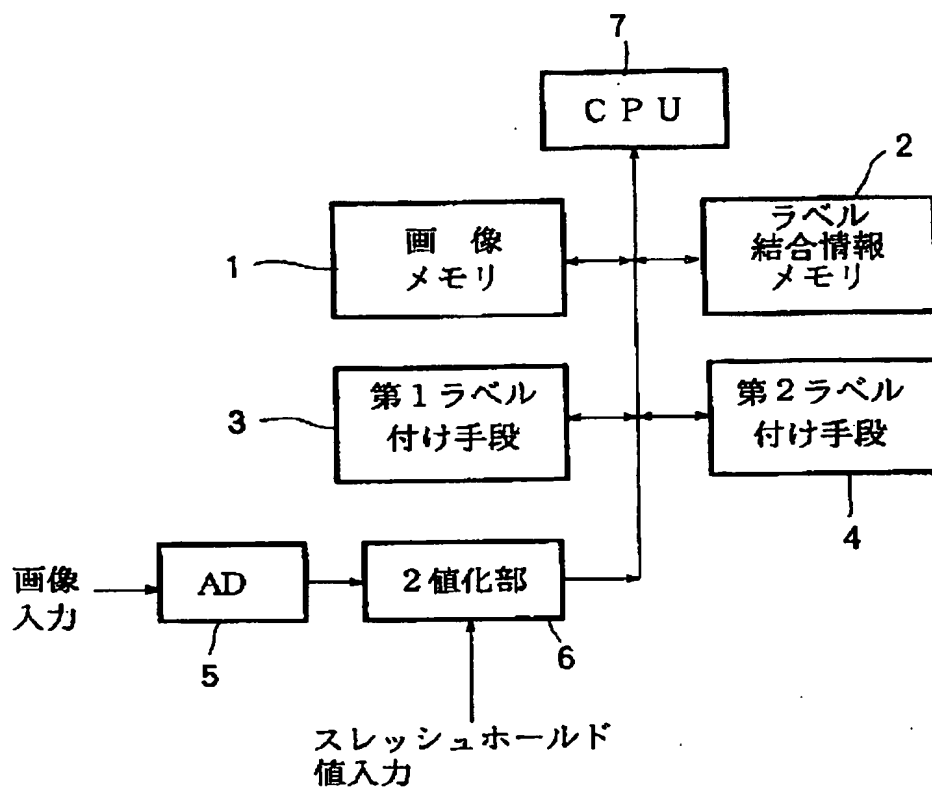 7
CPU
2
ラベル
結合情報
メモリ
画像
メモリ
1
第1ラベル
付け手段
3
第2ラベル
付け手段
4
画像
入力
AD
5
2値化部
6
スレッシュホールド
値入力